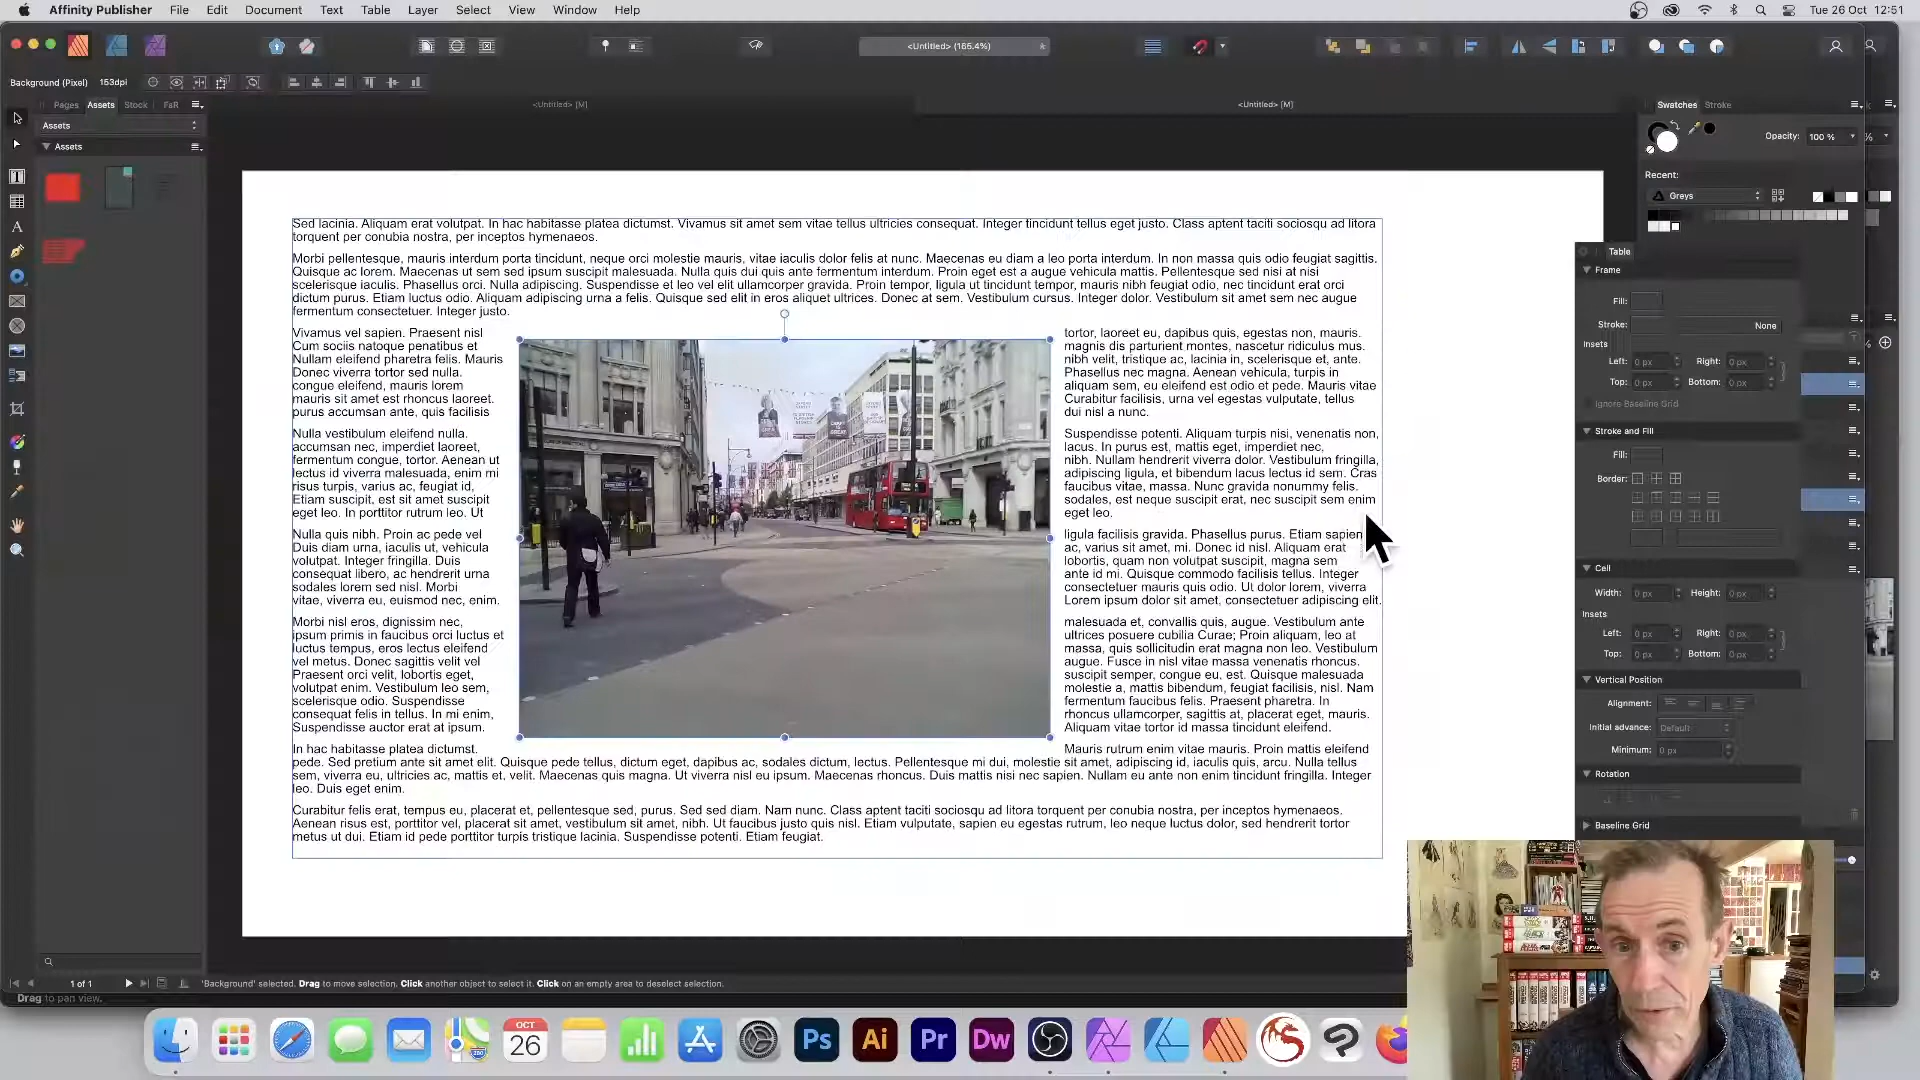 Affinity Publisher File Edit Document Text Table Layer Select View Window Help
Tue 26 Oct 12:51
<Untitled> (165.4%)
Background (Pixel) 153dpi
Pages Assets Stock FaR
<Untitled> [M]
<Untitled> [M]
Assets
Assets
Swatches Stroke
Opacity: 100 %
Recent:
Greys
Sed lacinia. Aliquam erat volutpat. In hac habitasse platea dictumst. Vivamus sit amet sem vitae tellus ultricies consequat. Integer tincidunt tellus eget justo. Class aptent taciti sociosqu ad litora
torquent per conubia nostra, per inceptos hymenaeos.
Morbi pellentesque, mauris interdum porta tincidunt, neque orci molestie mauris, vitae iaculis dolor felis at nunc. Maecenas eu diam a leo porta interdum. In non massa quis odio feugiat sagittis.
Quisque ac lorem. Maecenas ut sem sed ipsum suscipit malesuada. Nulla quis dui quis ante fermentum interdum. Proin eget est a augue vehicula mattis. Pellentesque sed nisi at nisi
scelerisque iaculis. Phasellus orci. Nulla adipiscing. Suspendisse et leo vel elit ullamcorper gravida. Proin tempor, ligula ut tincidunt tempor, mauris nibh feugiat odio, nec tincidunt erat orci
dictum purus. Etiam luctus odio. Aliquam adipiscing urna a felis. Quisque sed elit in eros aliquet ultrices. Donec at sem. Vestibulum cursus. Integer dolor. Vestibulum sit amet sem nec augue
fermentum consectetuer. Integer justo.
Vivamus vel sapien. Praesent nisl
tortor, laoreet eu, dapibus quis, egestas non, mauris.
Cum sociis natoque penatibus et
magnis dis parturient montes, nascetur ridiculus mus.
Nullam eleifend pharetra felis. Mauris
nibh velit, tristique ac, lacinia in, scelerisque et, ante.
Donec viverra tortor sed nulla.
Phasellus nec magna. Aenean vehicula, turpis in
congue eleifend, mauris lorem
aliquam sem, eu eleifend est odio et pede. Mauris vitae
mauris sit amet est rhoncus laoreet.
Curabitur facilisis, urna vel egestas vulputate, tellus
purus accumsan ante, quis facilisis
dui nisl a nunc.
Nulla vestibulum eleifend nulla.
Suspendisse potenti. Aliquam turpis nisi, venenatis non,
accumsan nec, imperdiet laoreet,
lacus. In purus est, mattis eget, imperdiet nec,
fermentum congue, tortor. Aenean ut
nibh. Nullam hendrerit viverra dolor. Vestibulum fringilla,
lectus id viverra malesuada, enim mi
adipiscing ligula, et bibendum lacus lectus id sem. Cras
risus turpis, varius ac, feugiat id,
faucibus vitae, massa. Nunc gravida nonummy felis.
Etiam suscipit, est sit amet suscipit
sodales, est neque suscipit erat, nec suscipit sem enim
eget leo. In porttitor rutrum leo. Ut
eget leo.
Nulla quis nibh. Proin ac pede vel
ligula facilisis gravida. Phasellus purus. Etiam sapien
Duis diam urna, iaculis ut, vehicula
ac, varius sit amet, mi. Donec id nisl. Aliquam erat
volutpat. Integer fringilla. Duis
lobortis, quam non volutpat suscipit, magna sem
consequat libero, ac hendrerit urna
ante id mi. Quisque commodo facilisis tellus. Integer
sodales lorem sed nisl. Morbi
consectetuer mauris quis odio. Ut dolor lorem, viverra
vitae, viverra eu, euismod nec, enim.
Lorem ipsum dolor sit amet, consectetuer adipiscing elit.
Morbi nisl eros, dignissim nec,
malesuada et, convallis quis, augue. Vestibulum ante
ipsum primis in faucibus orci luctus et
ultrices posuere cubilia Curae; Proin aliquam, leo at
luctus tempus, eros lectus eleifend
massa, quis sollicitudin erat magna non leo. Vestibulum
vel metus. Donec sagittis velit vel
augue. Fusce in nisl vitae massa venenatis rhoncus.
Praesent orci velit, lobortis eget,
suscipit semper, congue eu, est. Quisque malesuada
volutpat enim. Vestibulum leo sem,
molestie a, mattis bibendum, feugiat facilisis, nisl. Nam
scelerisque odio. Suspendisse
fermentum faucibus felis. Praesent pharetra. In
consequat felis in tellus. In mi enim,
rhoncus ullamcorper, sagittis at, placerat eget, mauris.
Suspendisse auctor erat at ipsum.
Aliquam vitae tortor id massa tincidunt eleifend.
In hac habitasse platea dictumst.
Mauris rutrum enim vitae mauris. Proin mattis eleifend
pede. Sed pretium ante sit amet elit. Quisque pede tellus, dictum eget, dapibus ac, sodales dictum, lectus. Pellentesque mi dui, molestie sit amet, adipiscing id, iaculis quis, arcu. Nulla tellus
sem, viverra eu, ultricies ac, mattis et, velit. Maecenas quis magna. Ut viverra nisl eu ipsum. Maecenas rhoncus. Duis mattis nisi nec sapien. Nullam eu ante non enim tincidunt fringilla. Integer
leo. Duis eget enim.
Curabitur felis erat, tempus eu, placerat et, pellentesque sed, purus. Sed sed diam. Nam nunc. Class aptent taciti sociosqu ad litora torquent per conubia nostra, per inceptos hymenaeos.
Aenean risus est, porttitor vel, placerat sit amet, vestibulum sit amet, nibh. Ut faucibus justo quis nisl. Etiam vulputate, sapien eu egestas rutrum, leo neque luctus dolor, sed hendrerit tortor
metus ut dui. Etiam id pede porttitor turpis tristique lacinia. Suspendisse potenti. Etiam feugiat.
Table
Frame
Fill:
Stroke: None
Insets
Left: 0 px Right: 0 px
Top: 0 px Bottom: 0 px
Ignore Baseline Grid
Stroke and Fill
Fill:
Border:
Cell
Width: 0 px Height: 0 px
Insets
Left: 0 px Right: 0 px
Top: 0 px Bottom: 0 px
Vertical Position
Alignment:
Initial advance: Default
Minimum: 0 px
Rotation
Baseline Grid
1 of 1
'Background' selected. Drag to move selection. Click another object to select it. Click on an empty area to deselect selection.
Drag to pan view.
OCT
26
Ps
Ai
Pr
Dw